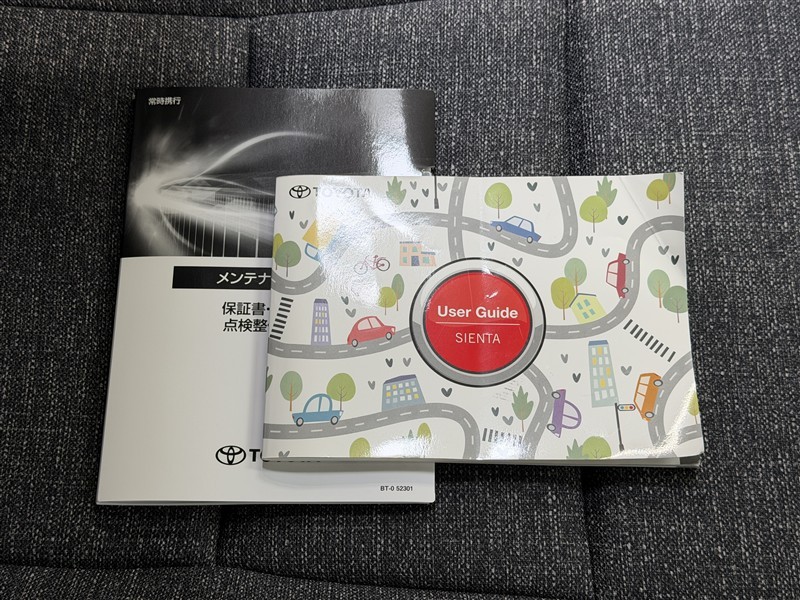 常時携行
メンテナ
保証書・
点検整
TO
BT-0 52301
TOYOTA
User Guide
SIENTA